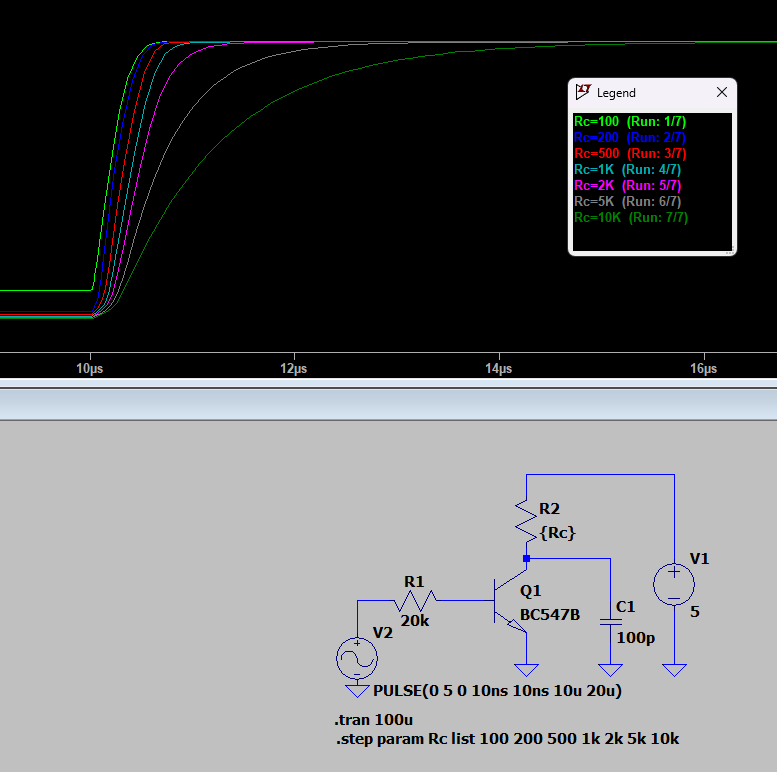 Legend
Rc=100 (Run: 1/7)
Rc=200 (Run: 2/7)
Rc=500 (Run: 3/7)
Rc=1K (Run: 4/7)
Rc=2K (Run: 5/7)
Rc=5K (Run: 6/7)
Rc=10K (Run: 7/7)
10µs 12µs 14µs 16µs
R2
{Rc}
V1
5
R1
20k
Q1
BC547B
C1
100p
V2
PULSE(0 5 0 10ns 10ns 10u 20u)
.tran 100u
.step param Rc list 100 200 500 1k 2k 5k 10k